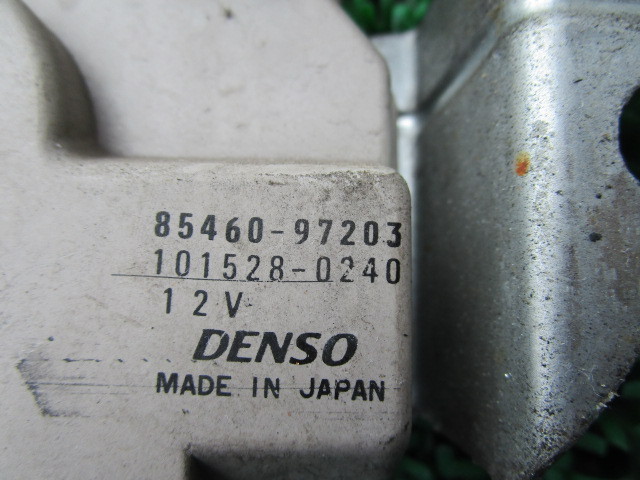 85460-97203
101528-0240
12V
DENSO
MADE IN JAPAN